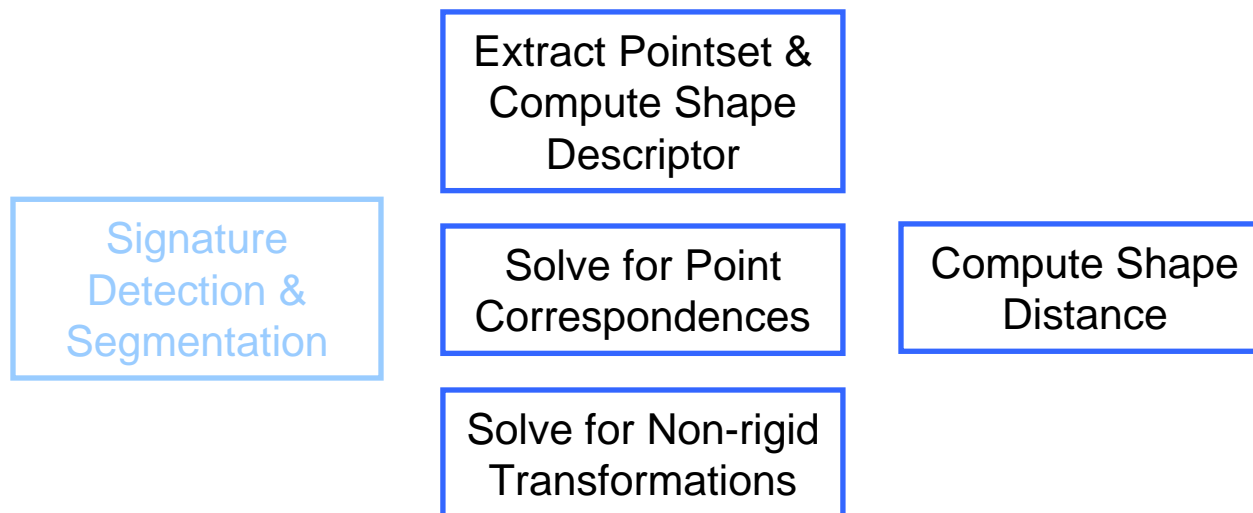 Signature
Detection &
Segmentation
Extract Pointset &
Compute Shape
Descriptor
Solve for Point
Correspondences
Solve for Non-rigid
Transformations
Compute Shape
Distance